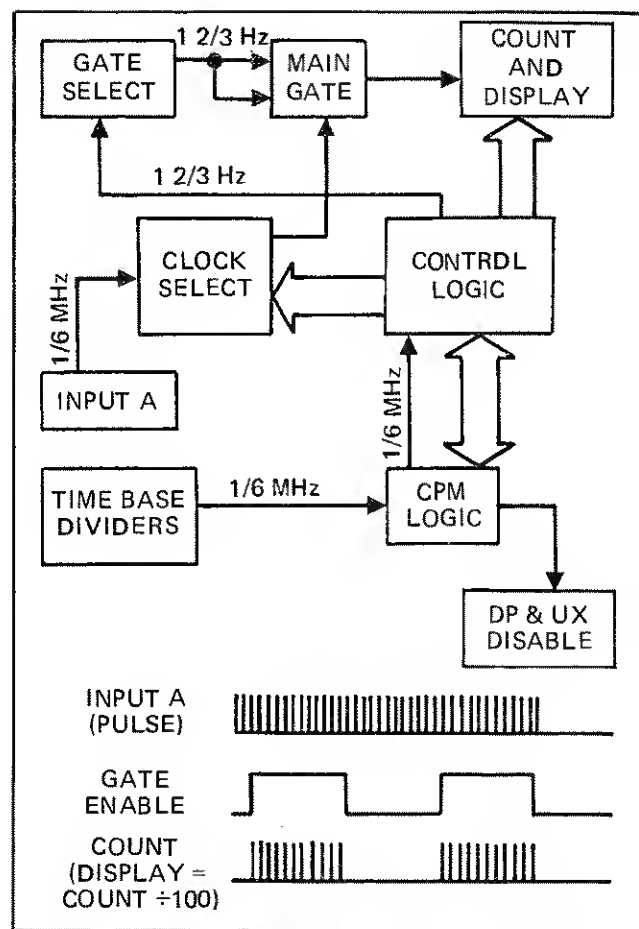 1 2/3 Hz
GATE
SELECT
MAIN
GATE
COUNT
AND
DISPLAY
1 2/3 Hz
CLOCK
SELECT
CONTRDL
LOGIC
1/6 MHz
INPUT A
1/6 MHz
TIME BASE
DIVIDERS
1/6 MHz
CPM
LOGIC
DP & UX
DISABLE
INPUT A
(PULSE)
GATE
ENABLE
COUNT
(DISPLAY =
COUNT ÷100)